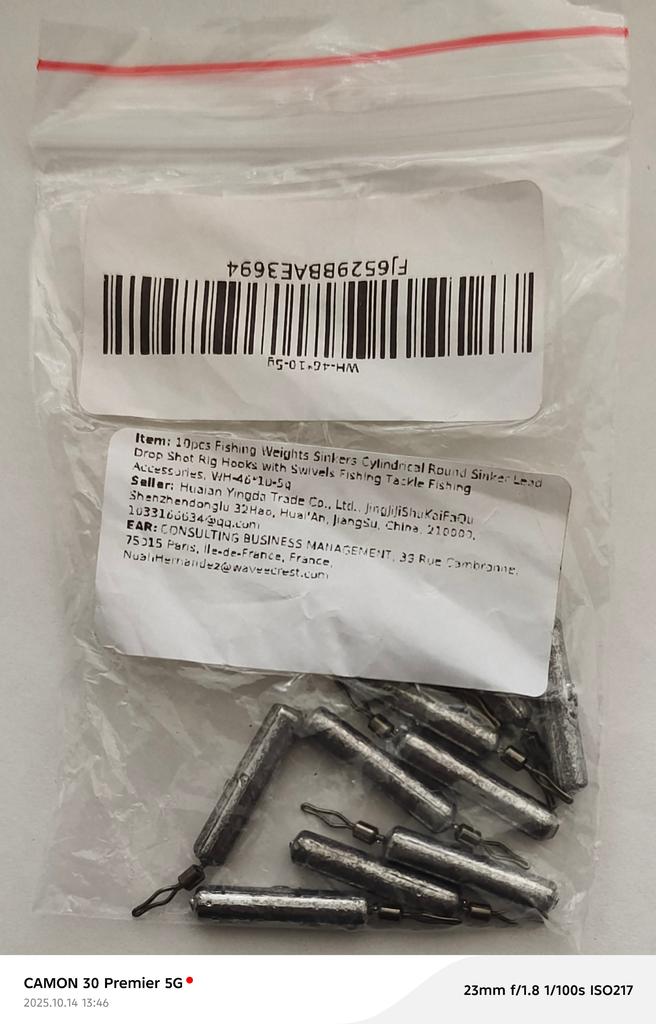 FJ6529BBAE3694
WH-46*10-5g
Item: 10pcs Fishing Weights Sinkers Cylindrical Round Sinker Lead
Drop Shot Rig Hooks with Swivels Fishing Tackle Fishing
Accessories, WH-46*10-5g
Seller: Huaian Yingda Trade Co., Ltd., JingJiJiShuKaiFaQu
Shenzhendonglu 32Hao, Huai'An, JiangSu, China, 210000,
1033166634@qq.com
EAR: CONSULTING BUSINESS MANAGEMENT, 33 Rue Cambronne,
75015 Paris, Ile-de-France, France,
NoahHernandez@waveecrest.com
CAMON 30 Premier 5G
2025.10.14 13:46
23mm f/1.8 1/100s ISO217